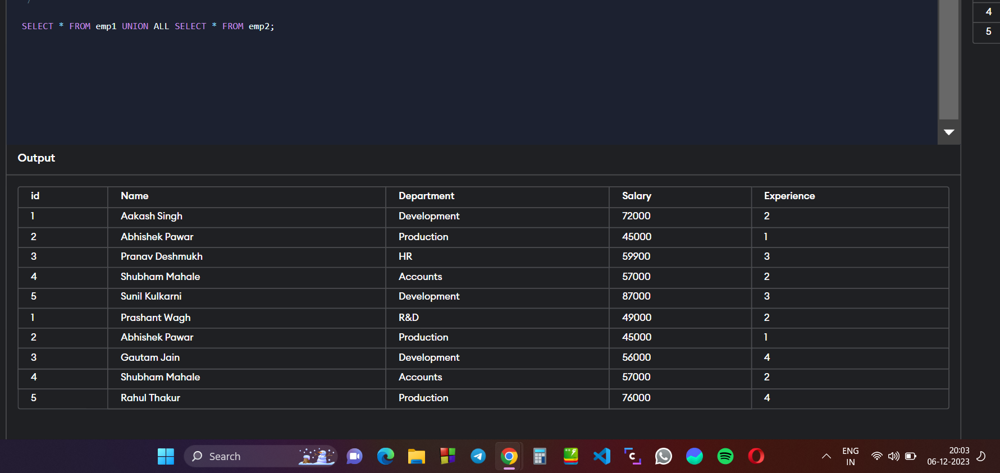 SELECT * FROM emp1 UNION ALL SELECT * FROM emp2;
4
5
Output
id Name Department Salary Experience
1 Aakash Singh Development 72000 2
2 Abhishek Pawar Production 45000 1
3 Pranav Deshmukh HR 59900 3
4 Shubham Mahale Accounts 57000 2
5 Sunil Kulkarni Development 87000 3
1 Prashant Wagh R&D 49000 2
2 Abhishek Pawar Production 45000 1
3 Gautam Jain Development 56000 4
4 Shubham Mahale Accounts 57000 2
5 Rahul Thakur Production 76000 4
Search
ENG
IN
20:03
06-12-2023